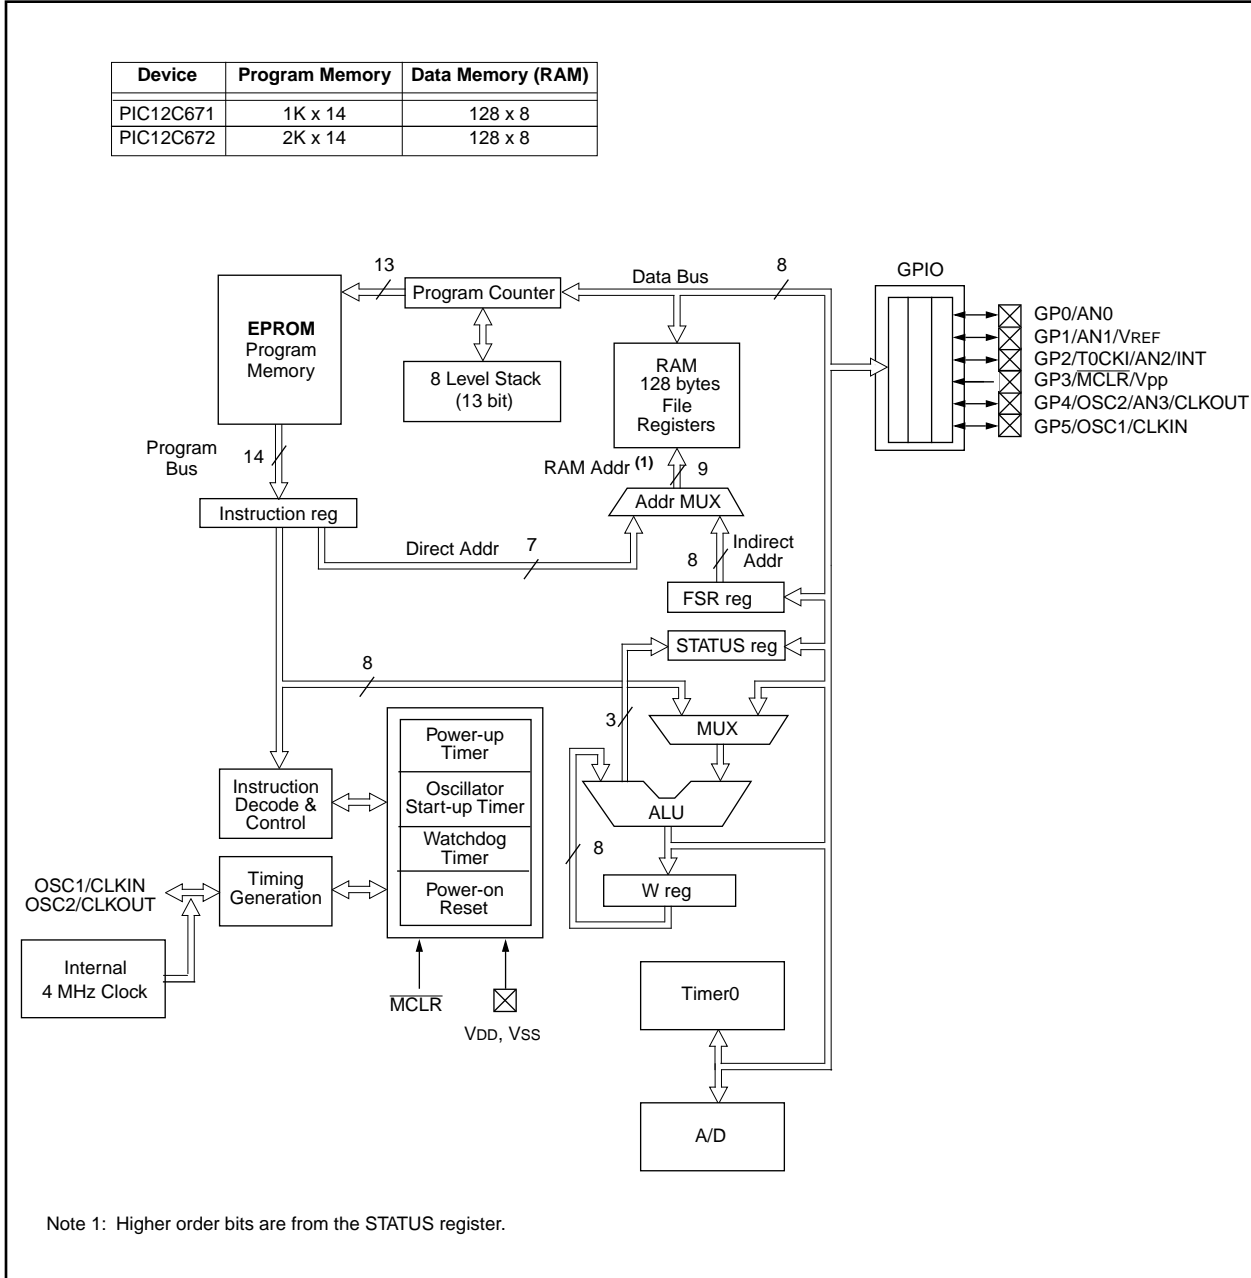 Device Program Memory Data Memory (RAM)
PIC12C671 1K x 14 128 x 8
PIC12C672 2K x 14 128 x 8
13
Data Bus
8
GPIO
Program Counter
EPROM
Program
Memory
8 Level Stack
(13 bit)
RAM
128 bytes
File
Registers
GP0/AN0
GP1/AN1/VREF
GP2/T0CKI/AN2/INT
GP3/MCLR/Vpp
GP4/OSC2/AN3/CLKOUT
GP5/OSC1/CLKIN
Program
Bus
14
RAM Addr (1)
9
Addr MUX
Instruction reg
Direct Addr
7
8
Indirect
Addr
FSR reg
STATUS reg
8
3
MUX
Power-up
Timer
Instruction
Decode &
Control
Oscillator
Start-up Timer
ALU
Watchdog
Timer
8
OSC1/CLKIN
OSC2/CLKOUT
Timing
Generation
Power-on
Reset
W reg
Internal
4 MHz Clock
MCLR
VDD, VSS
Timer0
A/D
Note 1: Higher order bits are from the STATUS register.